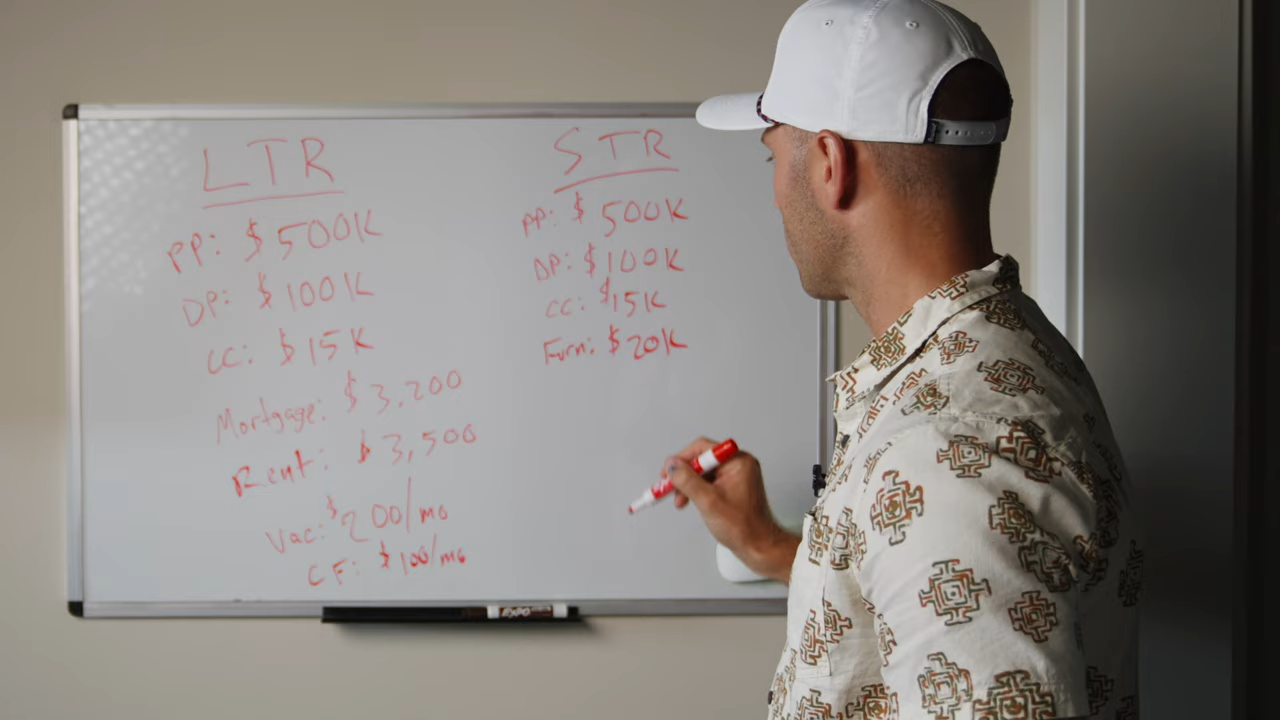 LTR
PP: $500K
DP: $100K
CC: $15K
Mortgage: $3,200
Rent: $3,500
Vac: $200/mo
CF: $100/mo
STR
PP: $500K
DP: $100K
CC: $15K
Furn: $20K
EXPO